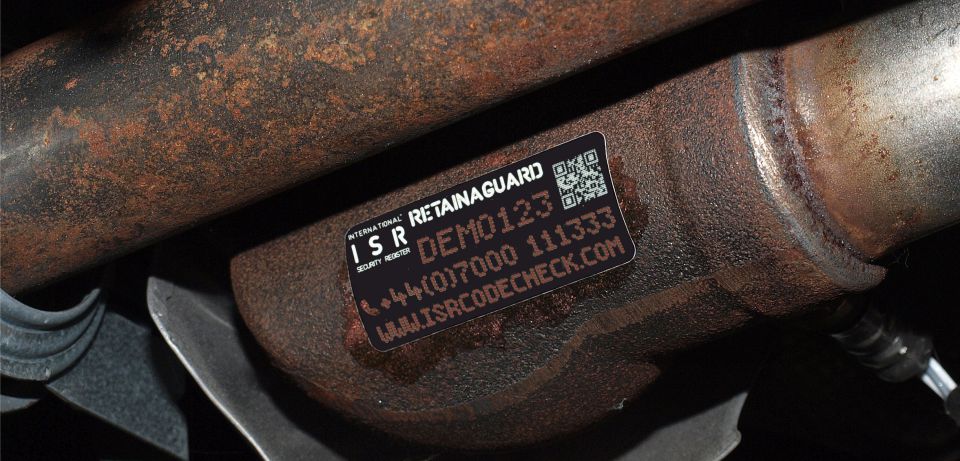 INTERNATIONAL
ISR
SECURITY REGISTER
RETAINAGUARD
DEMO123
+44(0)7000 111333
WWW.ISRCODECHECK.COM